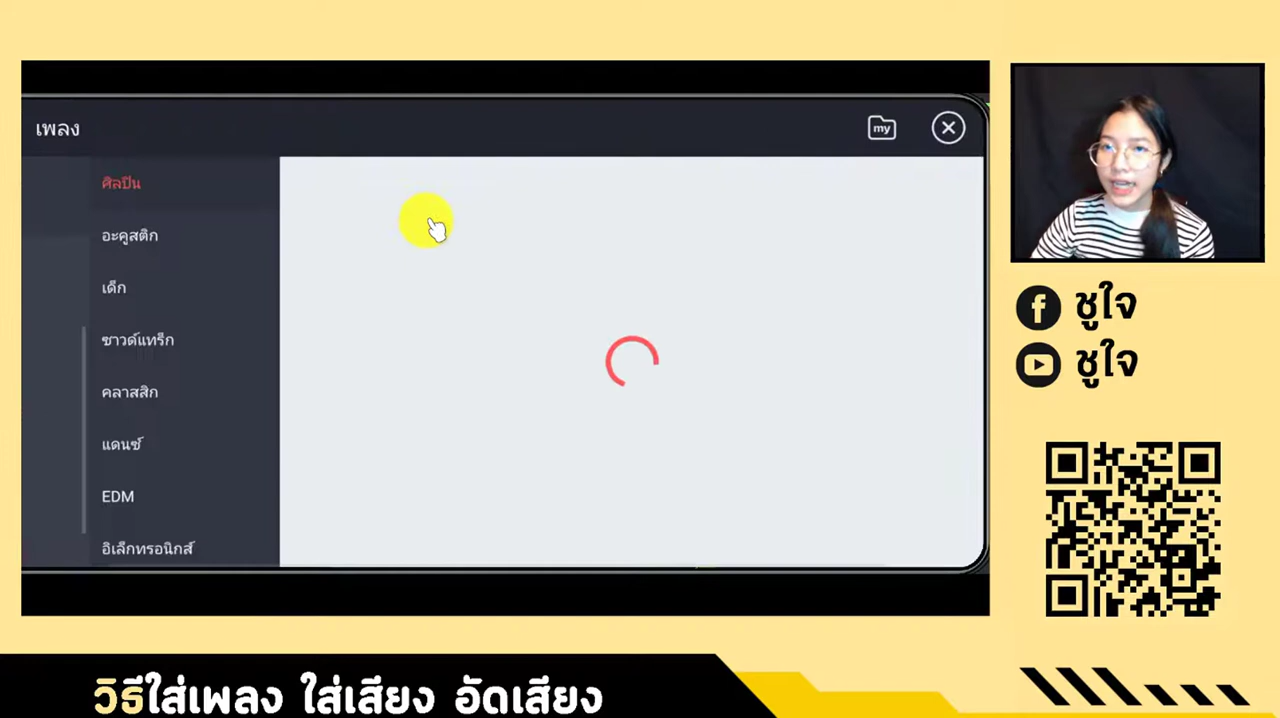 เพลง
my
ศิลปิน
อะคูสติก
เด็ก
ซาวด์แทร็ก
คลาสสิก
แดนซ์
EDM
อิเล็กทรอนิกส์
ชูใจ
ชูใจ
วิธีใส่เพลง ใส่เสียง อัดเสียง